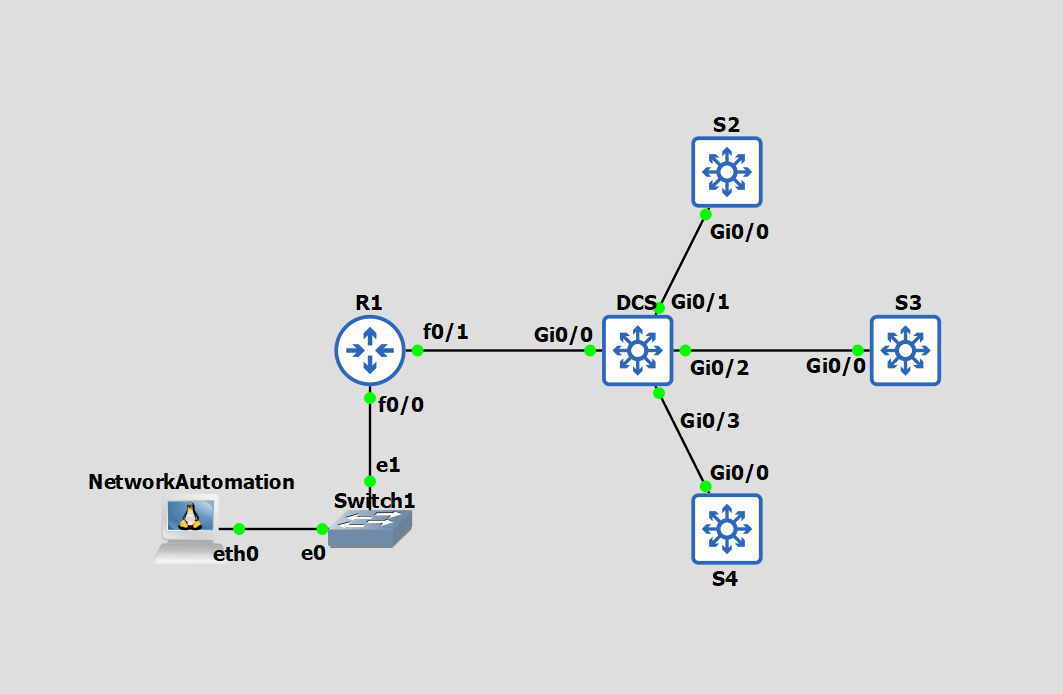 S2
Gi0/0
R1
DCS
Gi0/1
S3
f0/1
Gi0/0
Gi0/2
Gi0/0
f0/0
Gi0/3
e1
Gi0/0
NetworkAutomation
Switch1
eth0
e0
S4